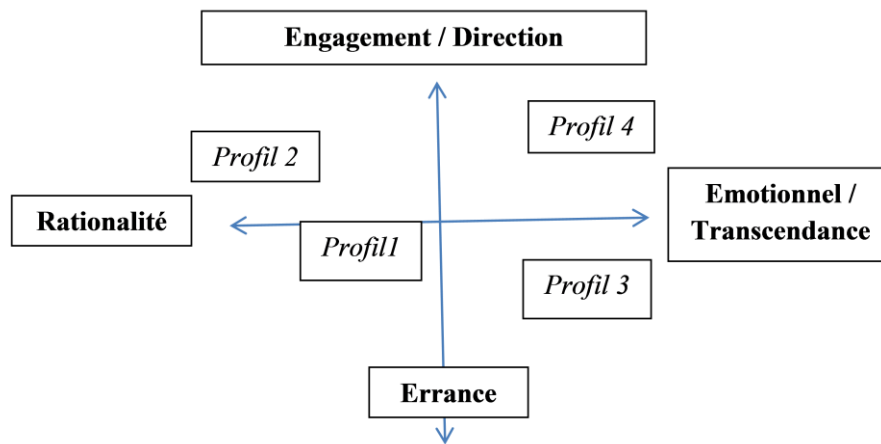 Engagement / Direction
Profil 4
Profil 2
Emotionnel /
Transcendance
Rationalité
Profil1
Profil 3
Errance